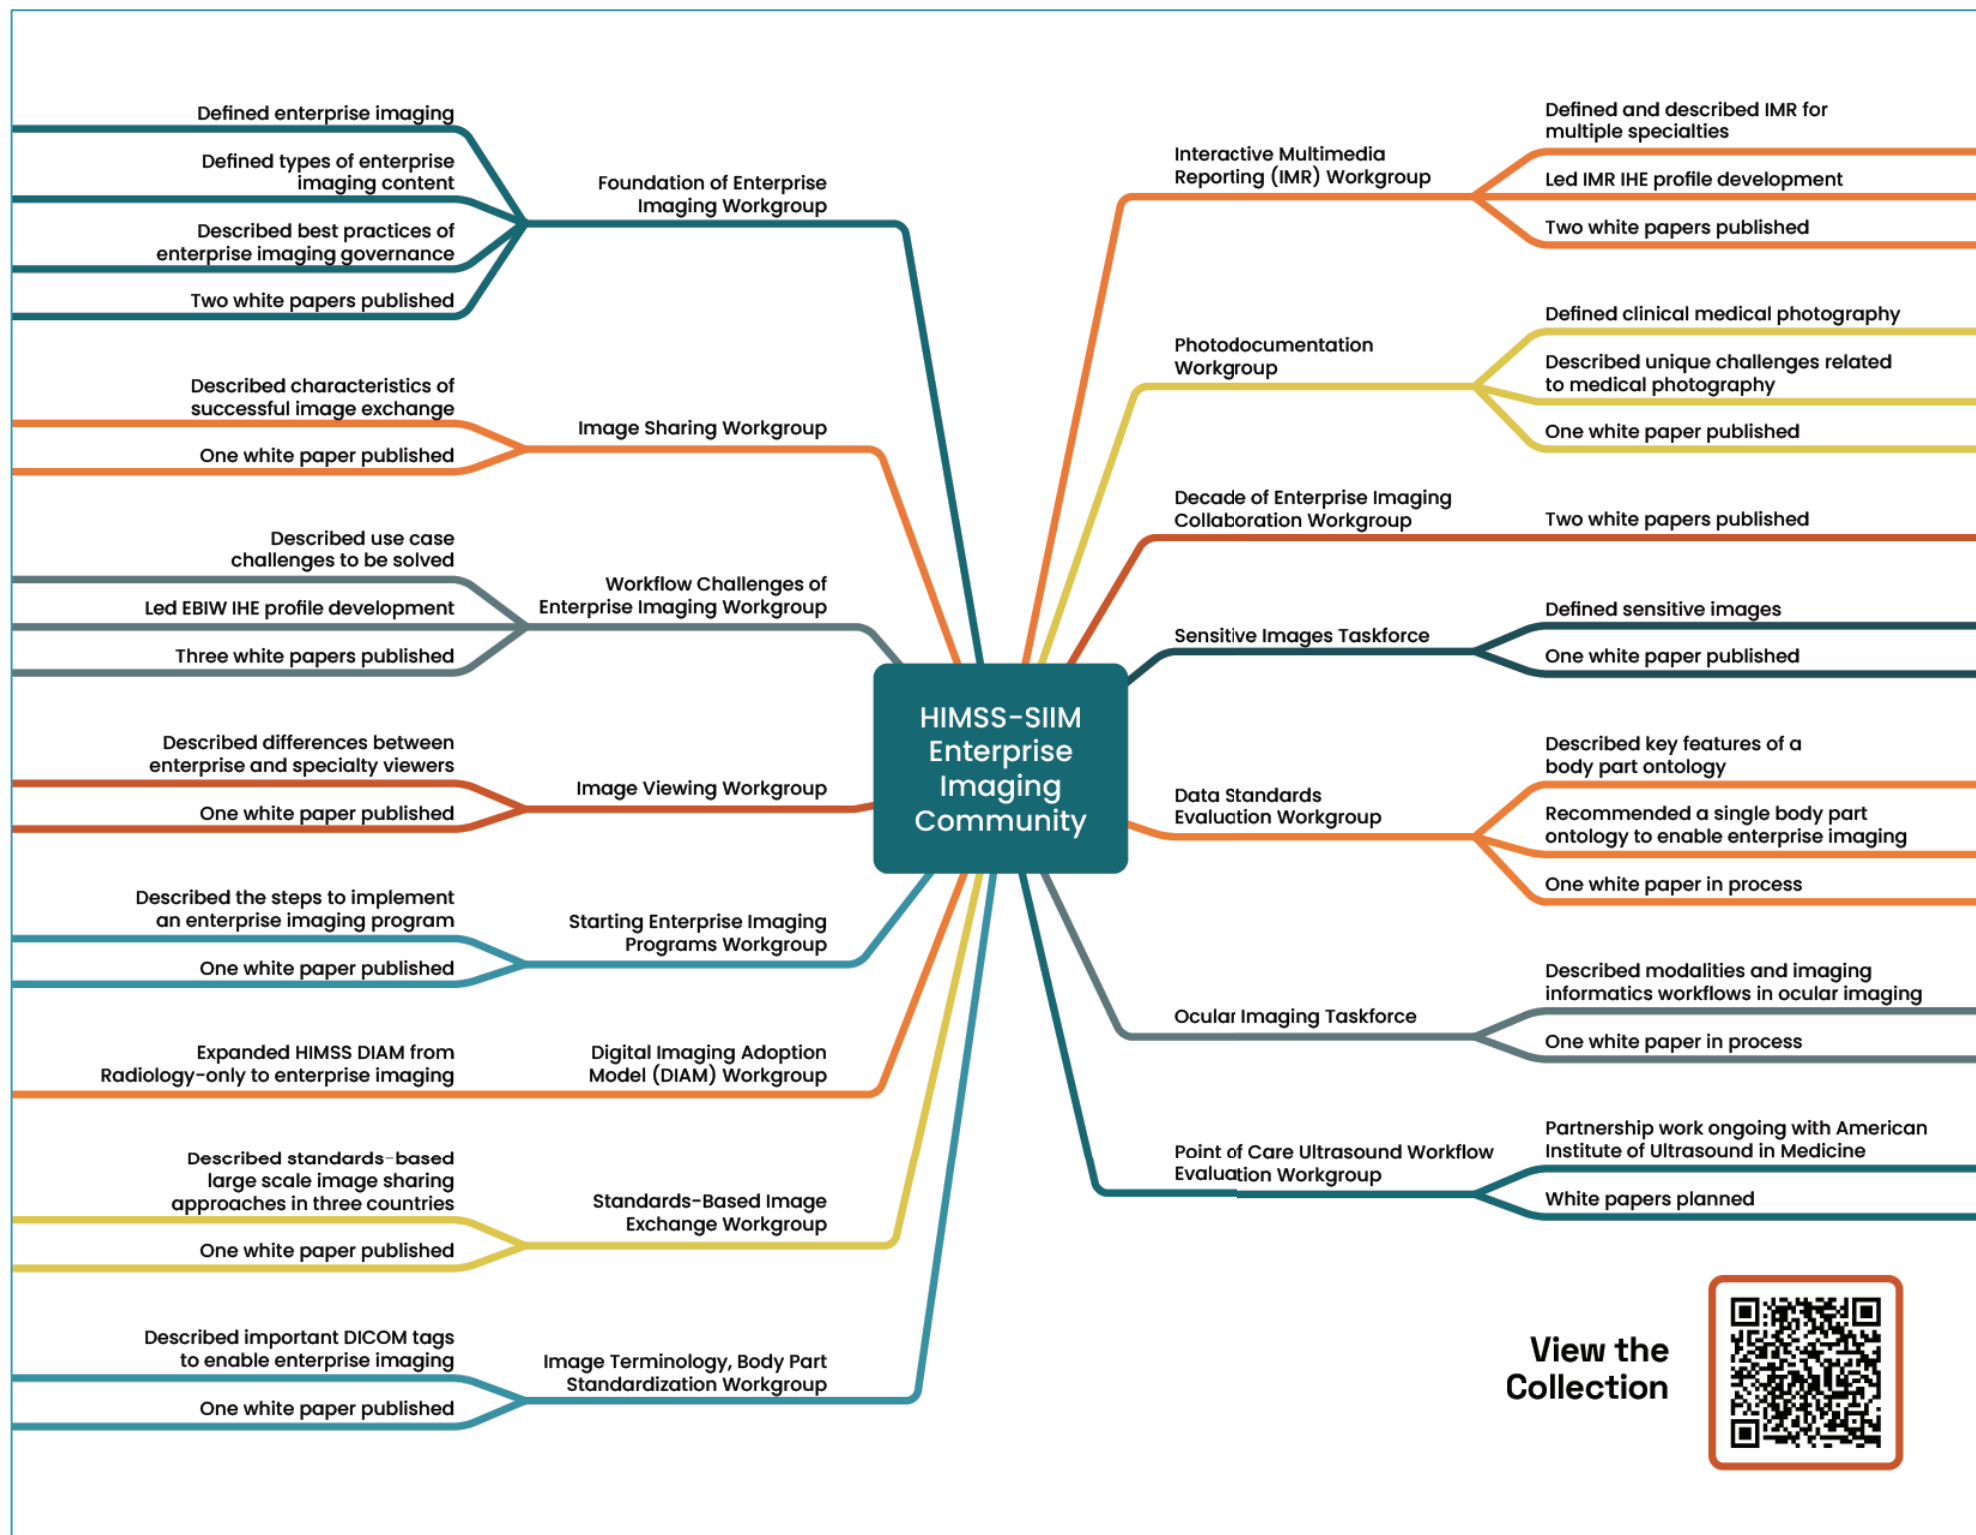 Defined enterprise imaging
Defined types of enterprise
imaging content
Described best practices of
enterprise imaging governance
Two white papers published
Foundation of Enterprise
Imaging Workgroup
Described characteristics of
successful image exchange
One white paper published
Image Sharing Workgroup
Described use case
challenges to be solved
Led EBIW IHE profile development
Three white papers published
Workflow Challenges of
Enterprise Imaging Workgroup
Described differences between
enterprise and specialty viewers
One white paper published
Image Viewing Workgroup
Described the steps to implement
an enterprise imaging program
One white paper published
Starting Enterprise Imaging
Programs Workgroup
Expanded HIMSS DIAM from
Radiology-only to enterprise imaging
Digital Imaging Adoption
Model (DIAM) Workgroup
Described standards-based
large scale image sharing
approaches in three countries
One white paper published
Standards-Based Image
Exchange Workgroup
Described important DICOM tags
to enable enterprise imaging
One white paper published
Image Terminology, Body Part
Standardization Workgroup
HIMSS-SIIM
Enterprise
Imaging
Community
Interactive Multimedia
Reporting (IMR) Workgroup
Defined and described IMR for
multiple specialties
Led IMR IHE profile development
Two white papers published
Photodocumentation
Workgroup
Defined clinical medical photography
Described unique challenges related
to medical photography
One white paper published
Decade of Enterprise Imaging
Collaboration Workgroup
Two white papers published
Sensitive Images Taskforce
Defined sensitive images
One white paper published
Data Standards
Evaluation Workgroup
Described key features of a
body part ontology
Recommended a single body part
ontology to enable enterprise imaging
One white paper in process
Ocular Imaging Taskforce
Described modalities and imaging
informatics workflows in ocular imaging
One white paper in process
Point of Care Ultrasound Workflow
Evaluation Workgroup
Partnership work ongoing with American
Institute of Ultrasound in Medicine
White papers planned
View the
Collection